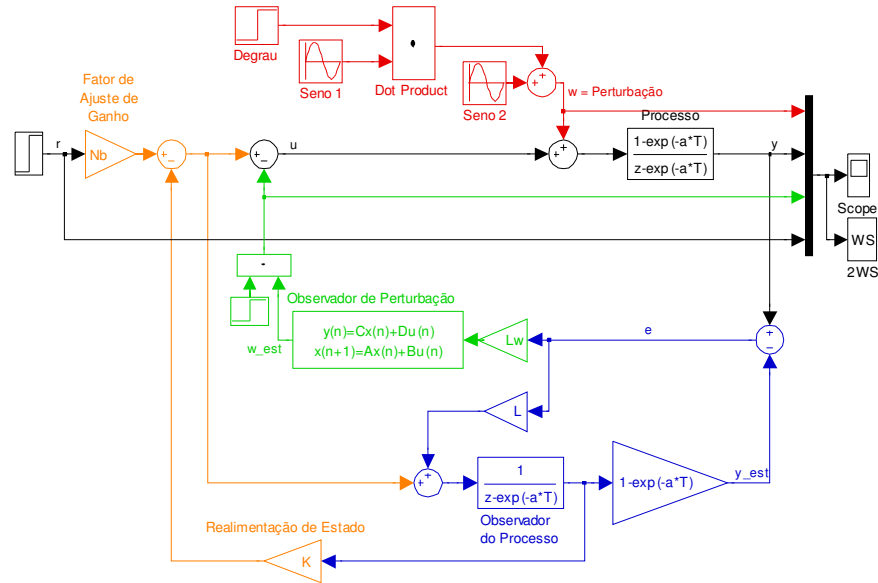 Degrau
Seno 1
Dot Product
Seno 2
w = Perturbação
Fator de
Ajuste de
Ganho
r
Nb
+
−
+
−
u
+
+
+
+
Processo
1-exp(-a*T)
z-exp(-a*T)
y
Scope
WS
2WS
-
Observador de Perturbação
w_est
y(n)=Cx(n)+Du(n)
x(n+1)=Ax(n)+Bu(n)
Lw
e
+
−
L
+
+
1
z-exp(-a*T)
Observador
do Processo
1-exp(-a*T)
y_est
Realimentação de Estado
K